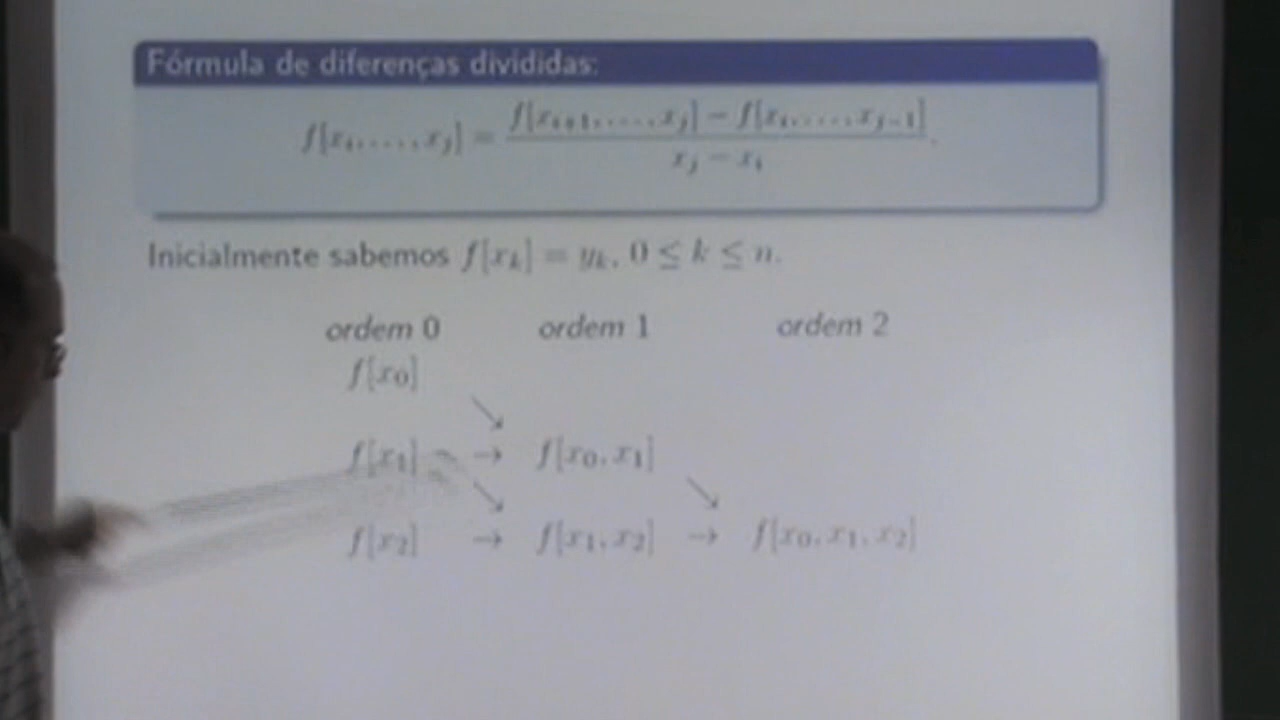 Fórmula de diferenças divididas:
f[x_i, ..., x_j] = (f[x_{i+1}, ..., x_j] − f[x_i, ..., x_{j−1}]) / (x_j − x_i).
Inicialmente sabemos f[x_k] = y_k, 0 ≤ k ≤ n.
ordem 0 ordem 1 ordem 2
f[x_0]
↘
f[x_1] → f[x_0, x_1]
↘ ↘
f[x_2] → f[x_1, x_2] → f[x_0, x_1, x_2]